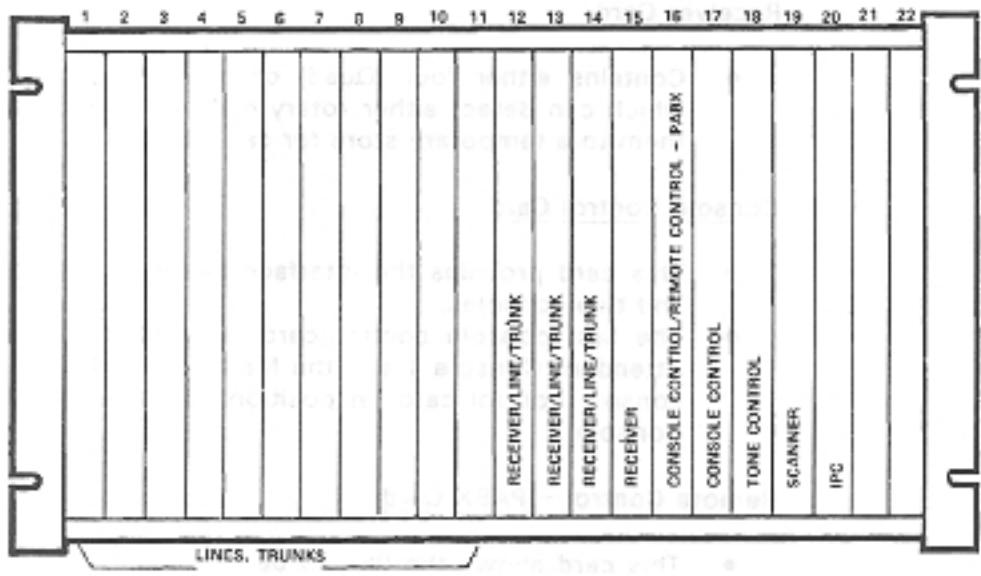 1 2 3 4 5 6 7 8 9 10 11 12 13 14 15 16 17 18 19 20 21 22
RECEIVER/LINE/TRUNK
RECEIVER/LINE/TRUNK
RECEIVER/LINE/TRUNK
RECEIVER
CONSOLE CONTROL/REMOTE CONTROL – PABX
CONSOLE CONTROL
TONE CONTROL
SCANNER
IPC
LINES, TRUNKS